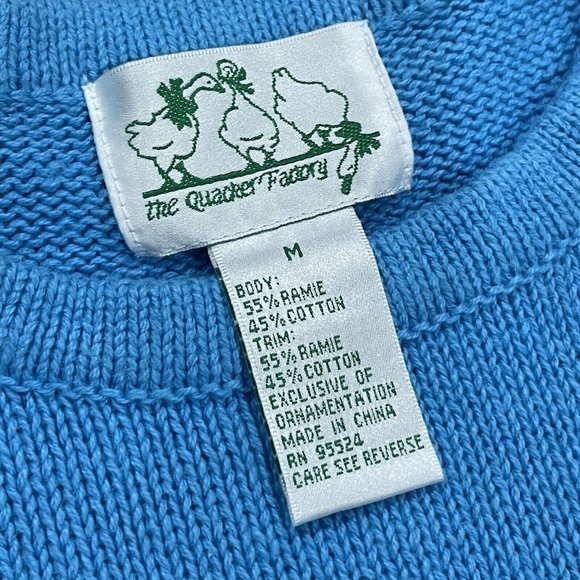 the Quacker Factory
M
BODY:
55% RAMIE
45% COTTON
TRIM:
55% RAMIE
45% COTTON
EXCLUSIVE OF
ORNAMENTATION
MADE IN CHINA
RN 95524
CARE SEE REVERSE